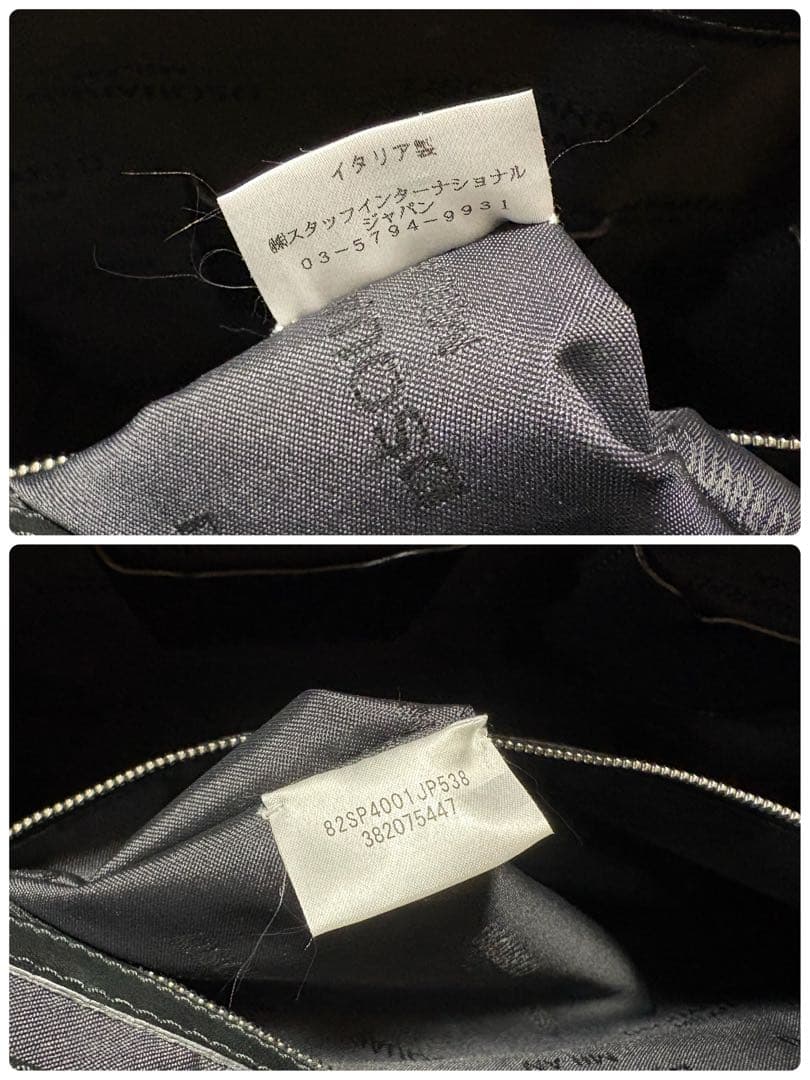 イタリア製
㈱スタッフインターナショナル
ジャパン
03-5794-9931
82SP4001JP538
382075447